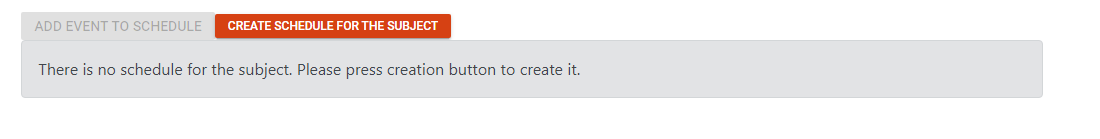 ADD EVENT TO SCHEDULE CREATE SCHEDULE FOR THE SUBJECT
There is no schedule for the subject. Please press creation button to create it.